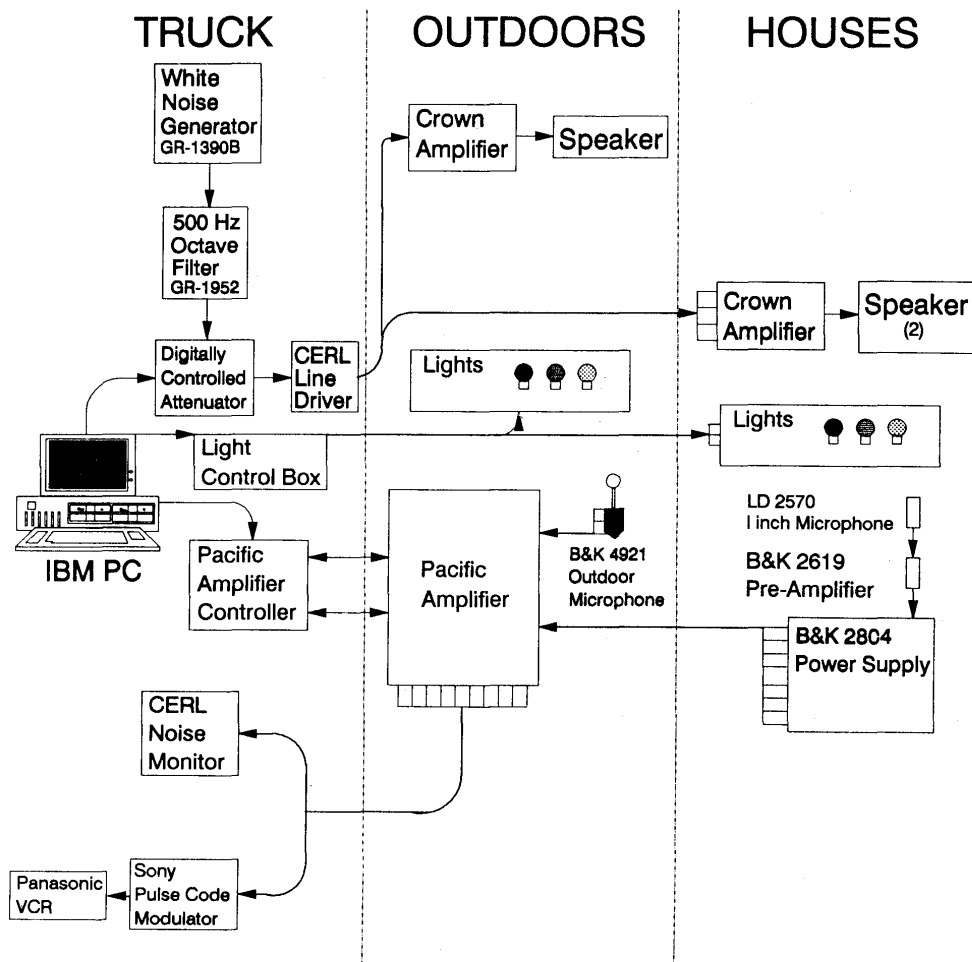 TRUCK
OUTDOORS
HOUSES
White
Noise
Generator
GR-1390B
500 Hz
Octave
Filter
GR-1952
Digitally
Controlled
Attenuator
CERL
Line
Driver
Light
Control Box
IBM PC
Pacific
Amplifier
Controller
CERL
Noise
Monitor
Sony
Pulse Code
Modulator
Panasonic
VCR
Crown
Amplifier
Speaker
Lights
Pacific
Amplifier
B&K 4921
Outdoor
Microphone
Crown
Amplifier
Speaker
(2)
Lights
LD 2570
I inch Microphone
B&K 2619
Pre-Amplifier
B&K 2804
Power Supply